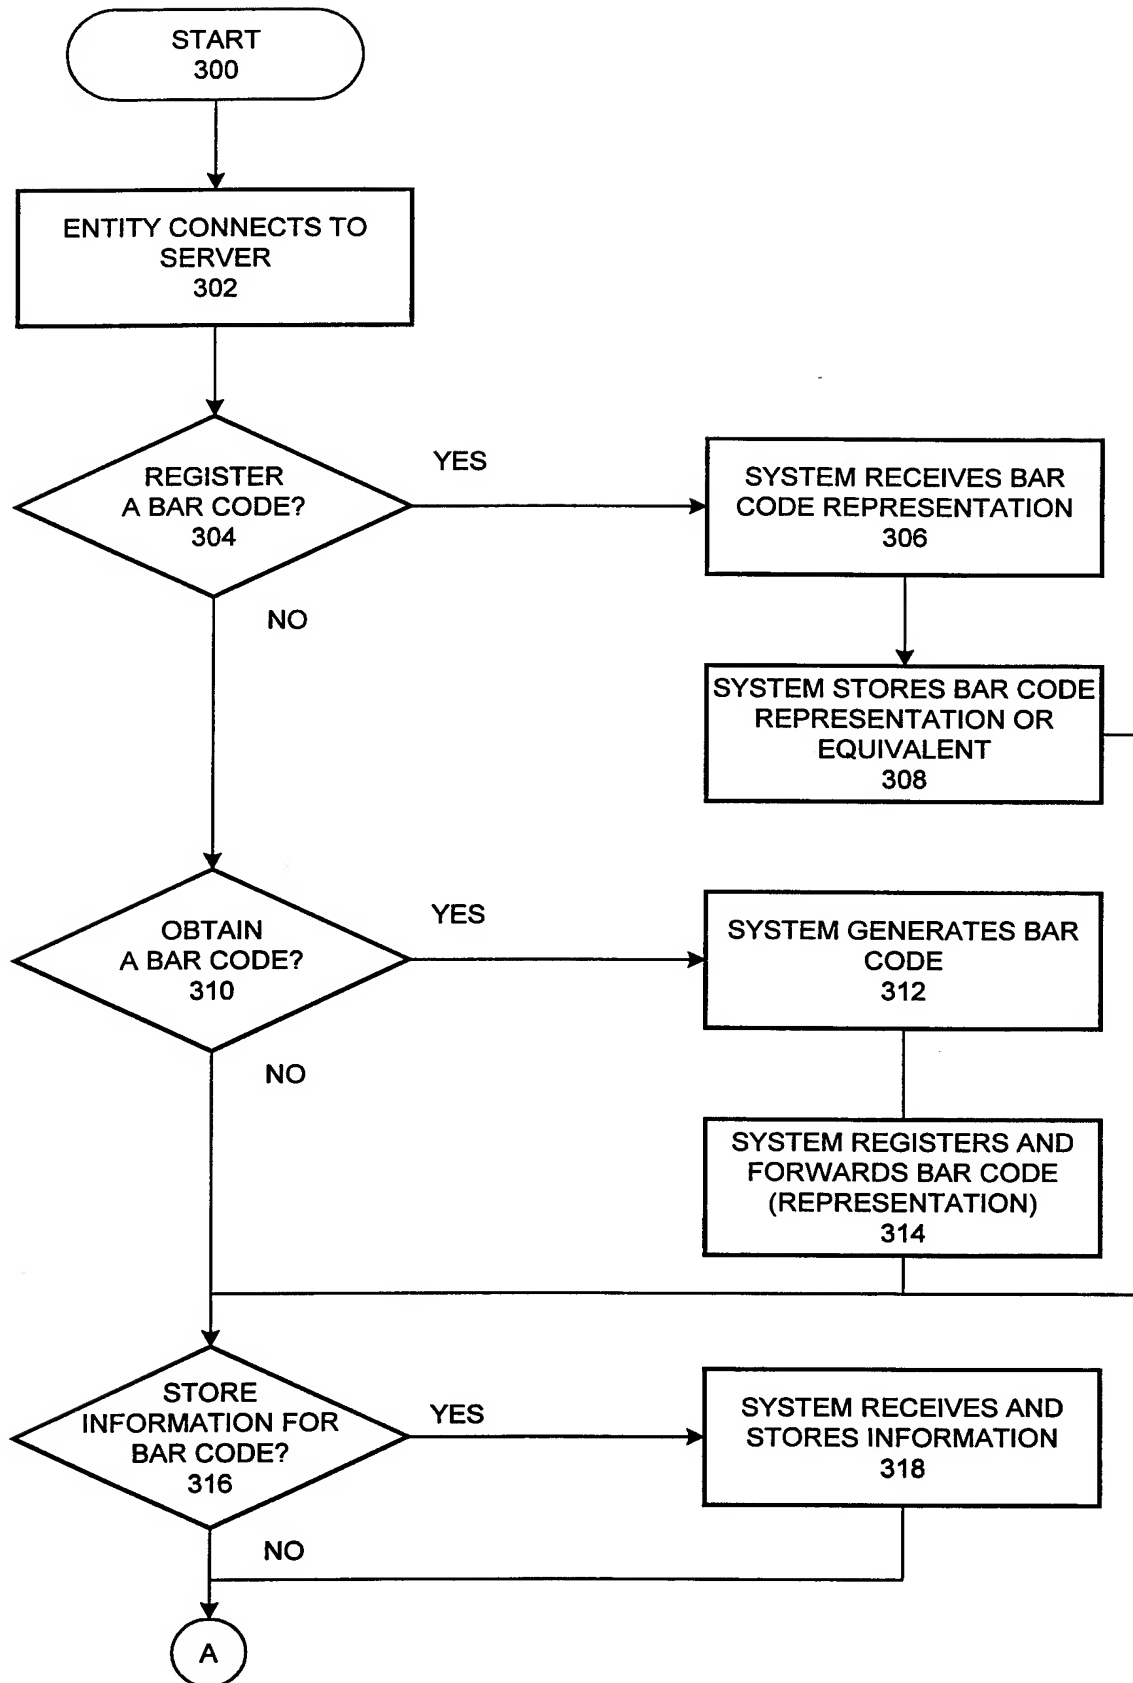 START
300
ENTITY CONNECTS TO
SERVER
302
REGISTER
A BAR CODE?
304
YES
SYSTEM RECEIVES BAR
CODE REPRESENTATION
306
NO
SYSTEM STORES BAR CODE
REPRESENTATION OR
EQUIVALENT
308
OBTAIN
A BAR CODE?
310
YES
SYSTEM GENERATES BAR
CODE
312
NO
SYSTEM REGISTERS AND
FORWARDS BAR CODE
(REPRESENTATION)
314
STORE
INFORMATION FOR
BAR CODE?
316
YES
SYSTEM RECEIVES AND
STORES INFORMATION
318
NO
A